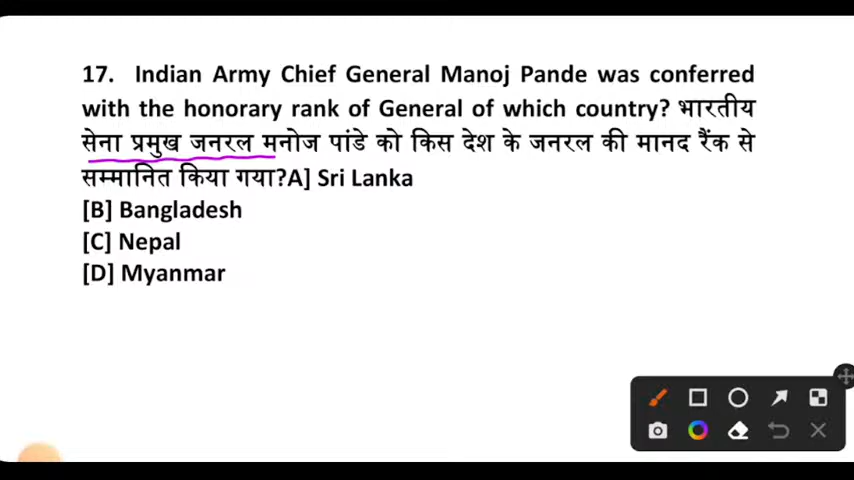 17. Indian Army Chief General Manoj Pande was conferred
with the honorary rank of General of which country? भारतीय
सेना प्रमुख जनरल मनोज पांडे को किस देश के जनरल की मानद रैंक से
सम्मानित किया गया?A] Sri Lanka
[B] Bangladesh
[C] Nepal
[D] Myanmar